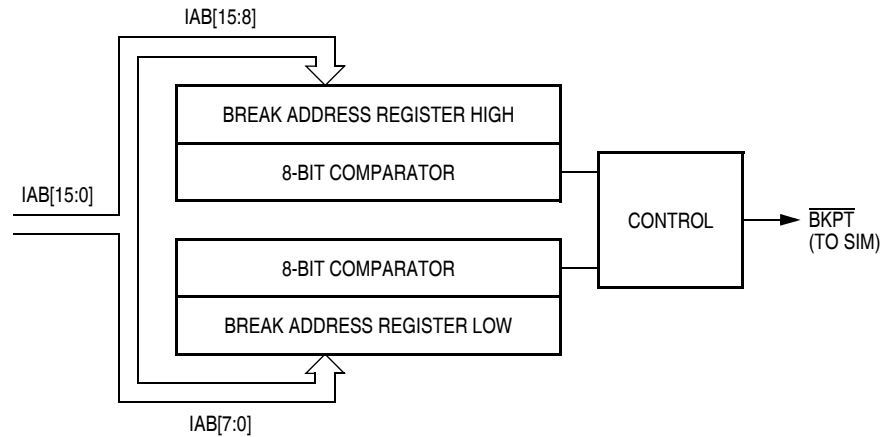 IAB[15:8]
BREAK ADDRESS REGISTER HIGH
8-BIT COMPARATOR
IAB[15:0]
CONTROL
BKPT
(TO SIM)
8-BIT COMPARATOR
BREAK ADDRESS REGISTER LOW
IAB[7:0]